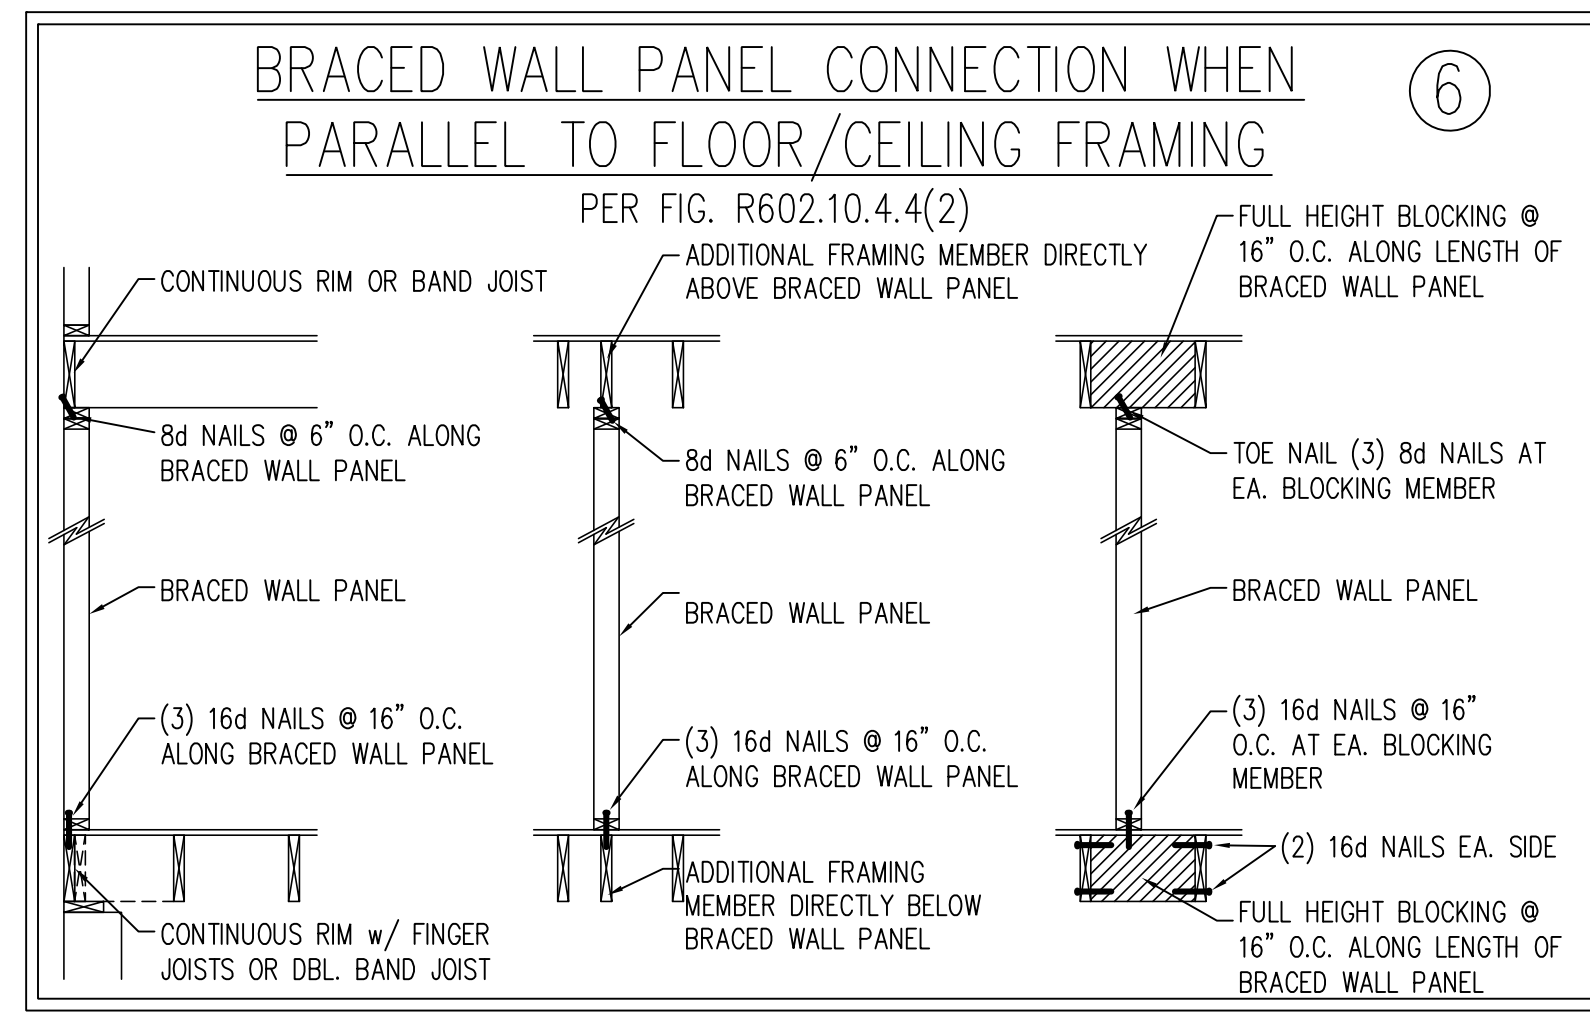 BRACED WALL PANEL CONNECTION WHEN
PARALLEL TO FLOOR/CEILING FRAMING
6
PER FIG. R602.10.4.4(2)
CONTINUOUS RIM OR BAND JOIST
8d NAILS @ 6" O.C. ALONG
BRACED WALL PANEL
BRACED WALL PANEL
(3) 16d NAILS @ 16" O.C.
ALONG BRACED WALL PANEL
CONTINUOUS RIM w/ FINGER
JOISTS OR DBL. BAND JOIST
ADDITIONAL FRAMING MEMBER DIRECTLY
ABOVE BRACED WALL PANEL
8d NAILS @ 6" O.C. ALONG
BRACED WALL PANEL
BRACED WALL PANEL
(3) 16d NAILS @ 16" O.C.
ALONG BRACED WALL PANEL
ADDITIONAL FRAMING
MEMBER DIRECTLY BELOW
BRACED WALL PANEL
FULL HEIGHT BLOCKING @
16" O.C. ALONG LENGTH OF
BRACED WALL PANEL
TOE NAIL (3) 8d NAILS AT
EA. BLOCKING MEMBER
BRACED WALL PANEL
(3) 16d NAILS @ 16"
O.C. AT EA. BLOCKING
MEMBER
(2) 16d NAILS EA. SIDE
FULL HEIGHT BLOCKING @
16" O.C. ALONG LENGTH OF
BRACED WALL PANEL